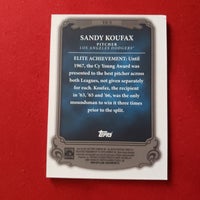 SANDY KOUFAX
PITCHER
LOS ANGELES DODGERS®
ELITE ACHIEVEMENT: Until
1967, the Cy Young Award was
presented to the best pitcher across
both Leagues, not given separately
for each. Koufax, the recipient
in '63, '65 and '66, was the only
moundsman to win it three times
prior to the split.
Topps